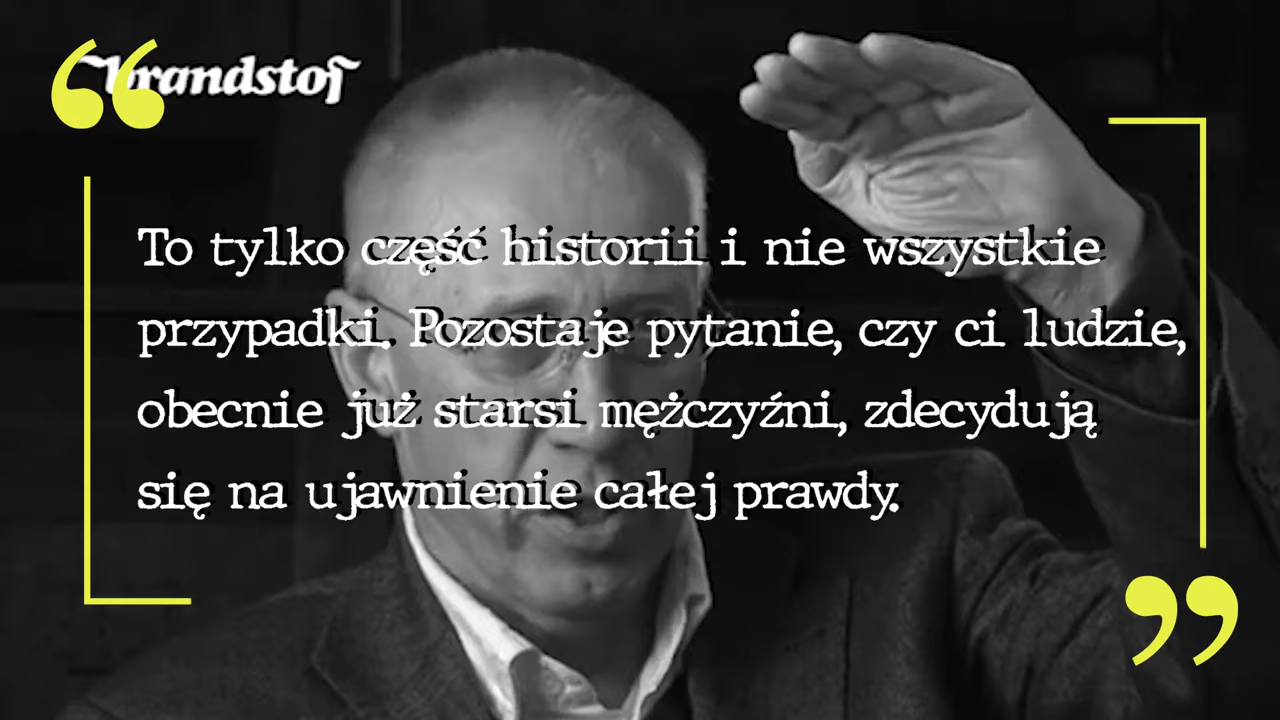 brandstof
To tylko część historii i nie wszystkie
przypadki. Pozostaje pytanie, czy ci ludzie,
obecnie już starsi mężczyźni, zdecydują
się na ujawnienie całej prawdy.